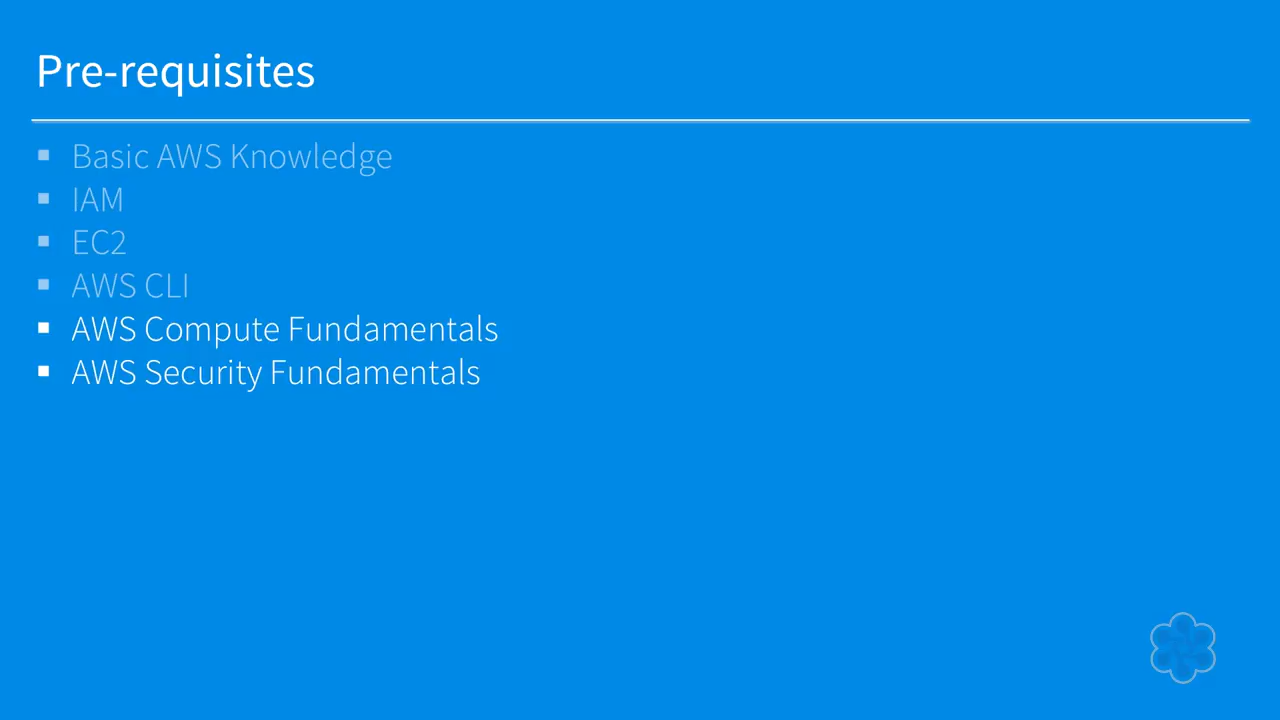 Pre-requisites
▪ Basic AWS Knowledge
▪ IAM
▪ EC2
▪ AWS CLI
▪ AWS Compute Fundamentals
▪ AWS Security Fundamentals